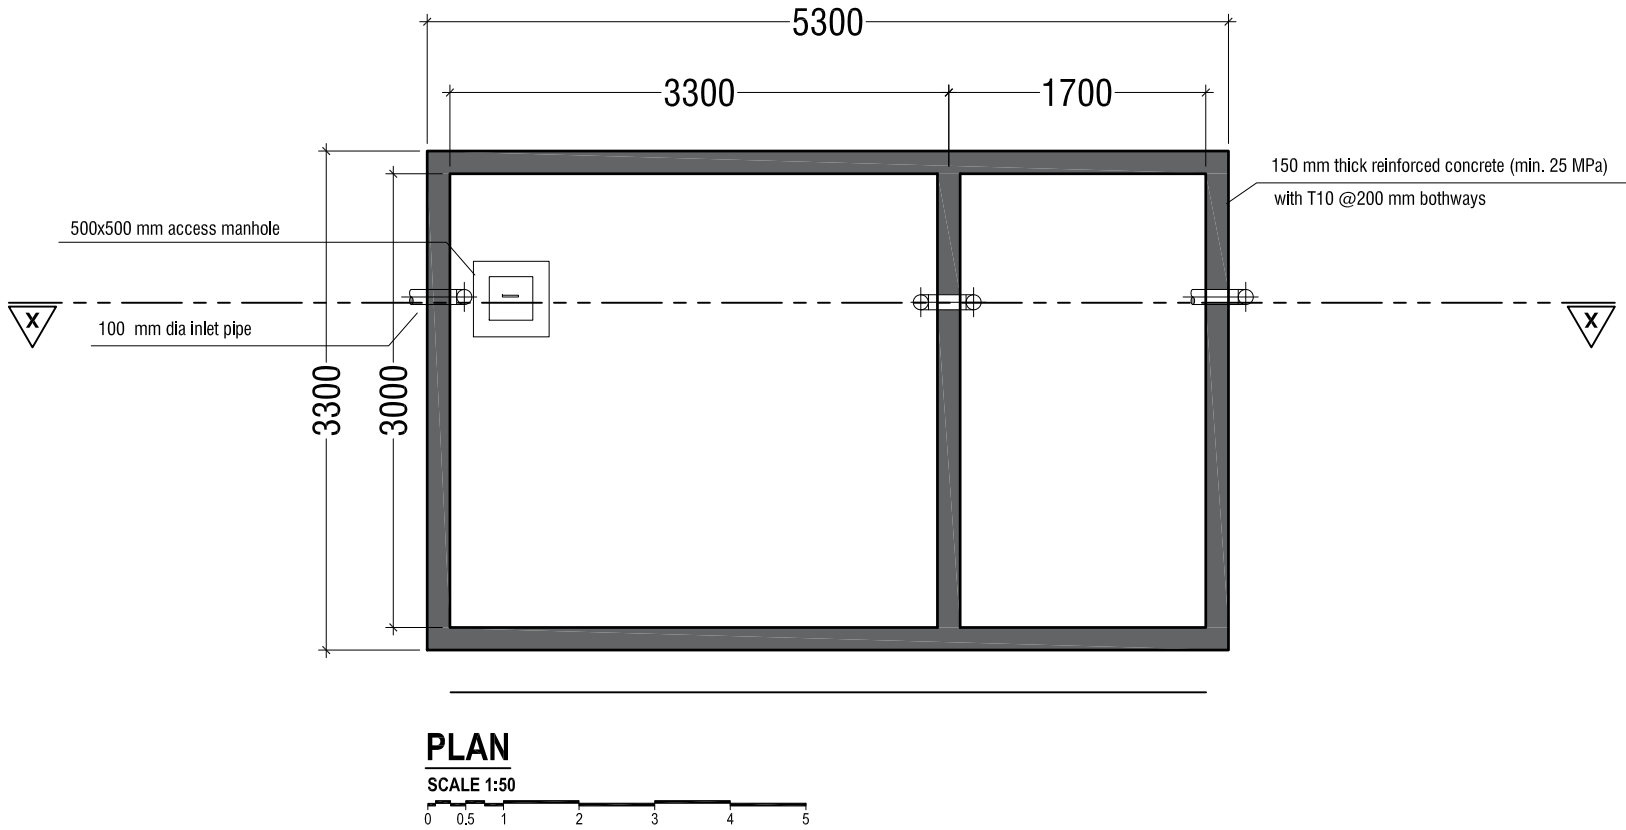 5300
3300
1700
150 mm thick reinforced concrete (min. 25 MPa)
with T10 @200 mm bothways
500x500 mm access manhole
X
X
100 mm dia inlet pipe
3300
3000
PLAN
SCALE 1:50
0 0.5 1 2 3 4 5